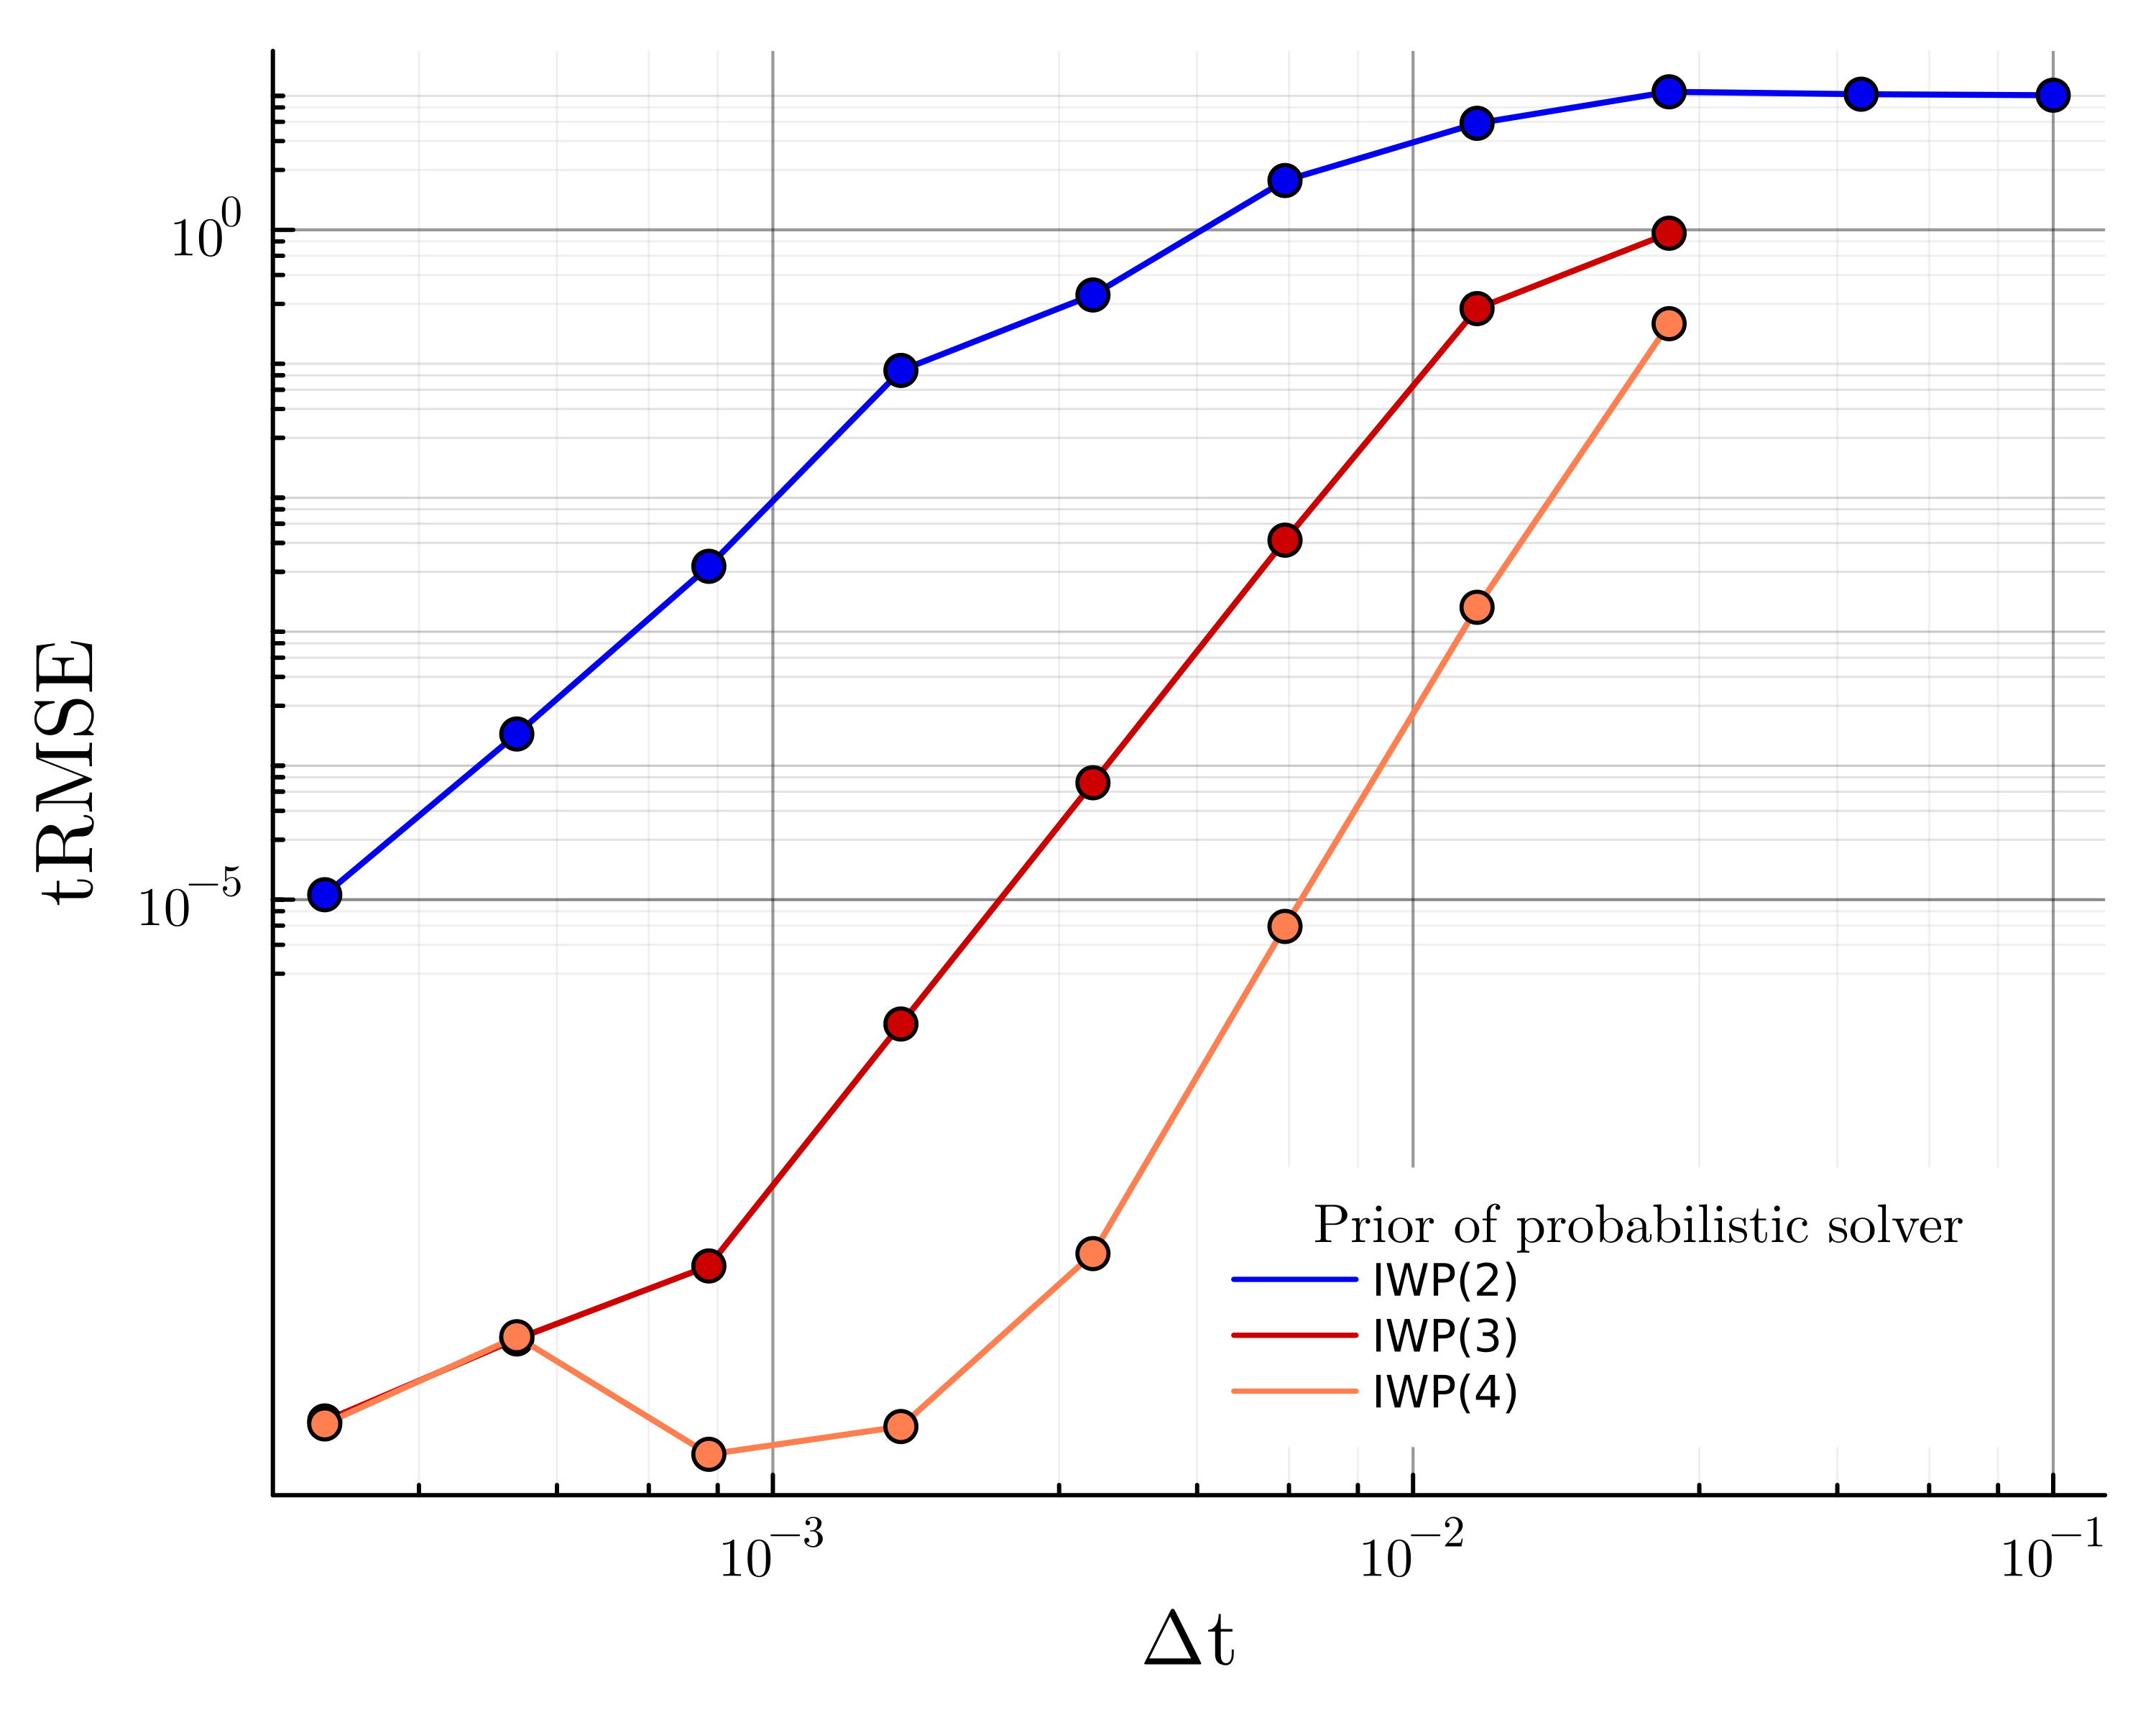 10^0
10^−5
tRMSE
Prior of probabilistic solver
IWP(2)
IWP(3)
IWP(4)
10^−3
10^−2
10^−1
Δt